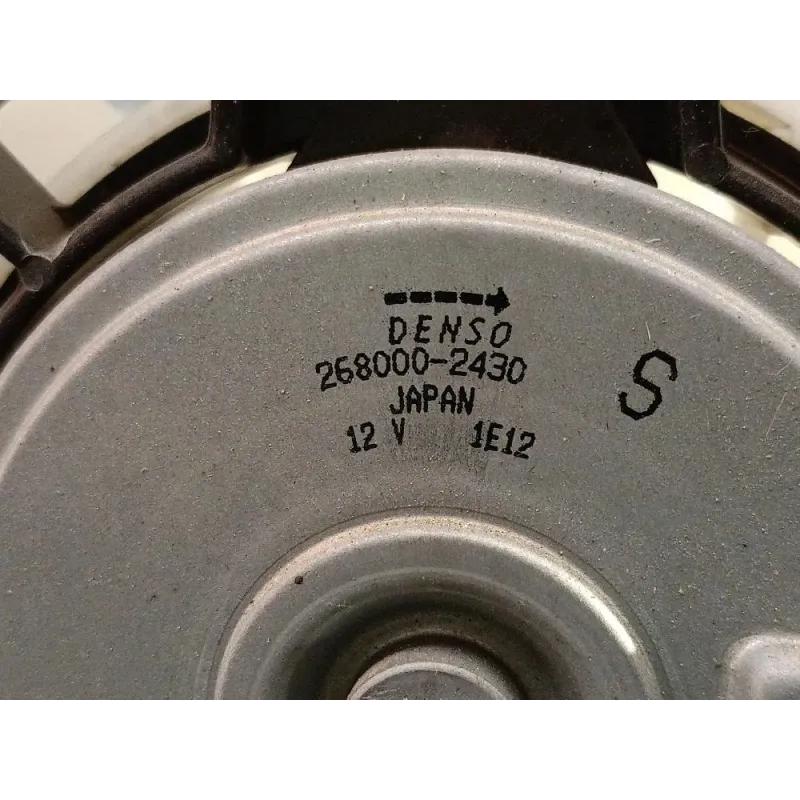 DENSO
268000-2430
JAPAN
12 V 1E12
S